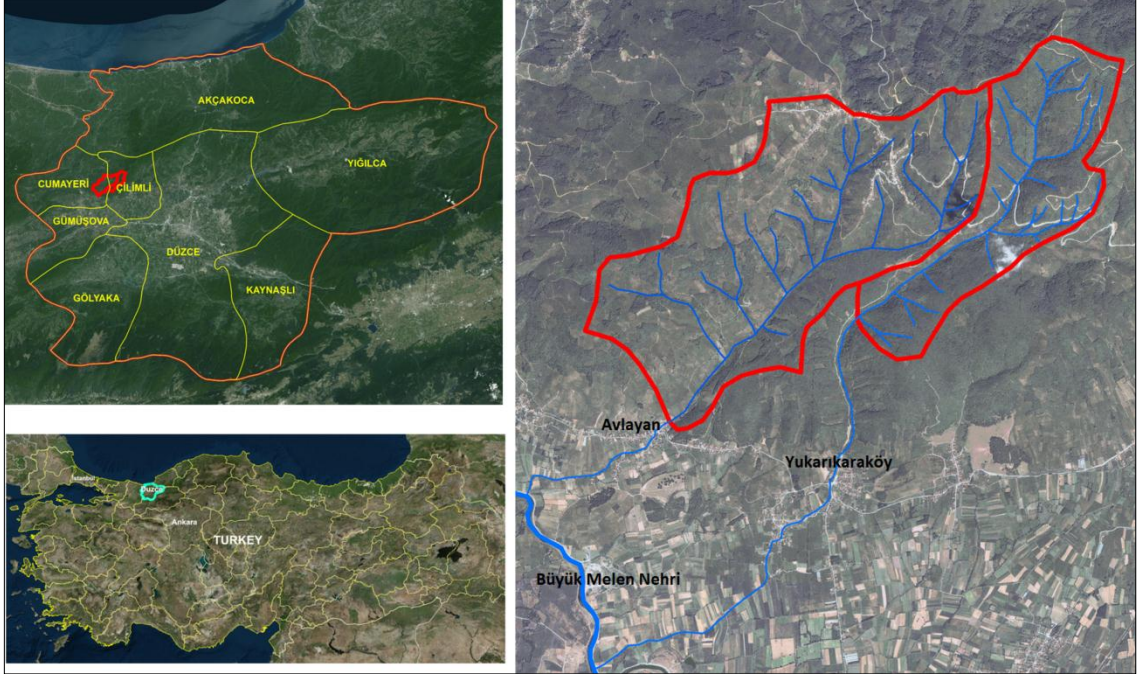 AKÇAKOCA
YIĞILCA
CUMAYERİ
ÇİLİMLİ
GÜMÜŞOVA
DÜZCE
GÖLYAKA
KAYNAŞLI
İstanbul
Düzce
Ankara
TURKEY
Avlayan
Yukarıkaraköy
Büyük Melen Nehri